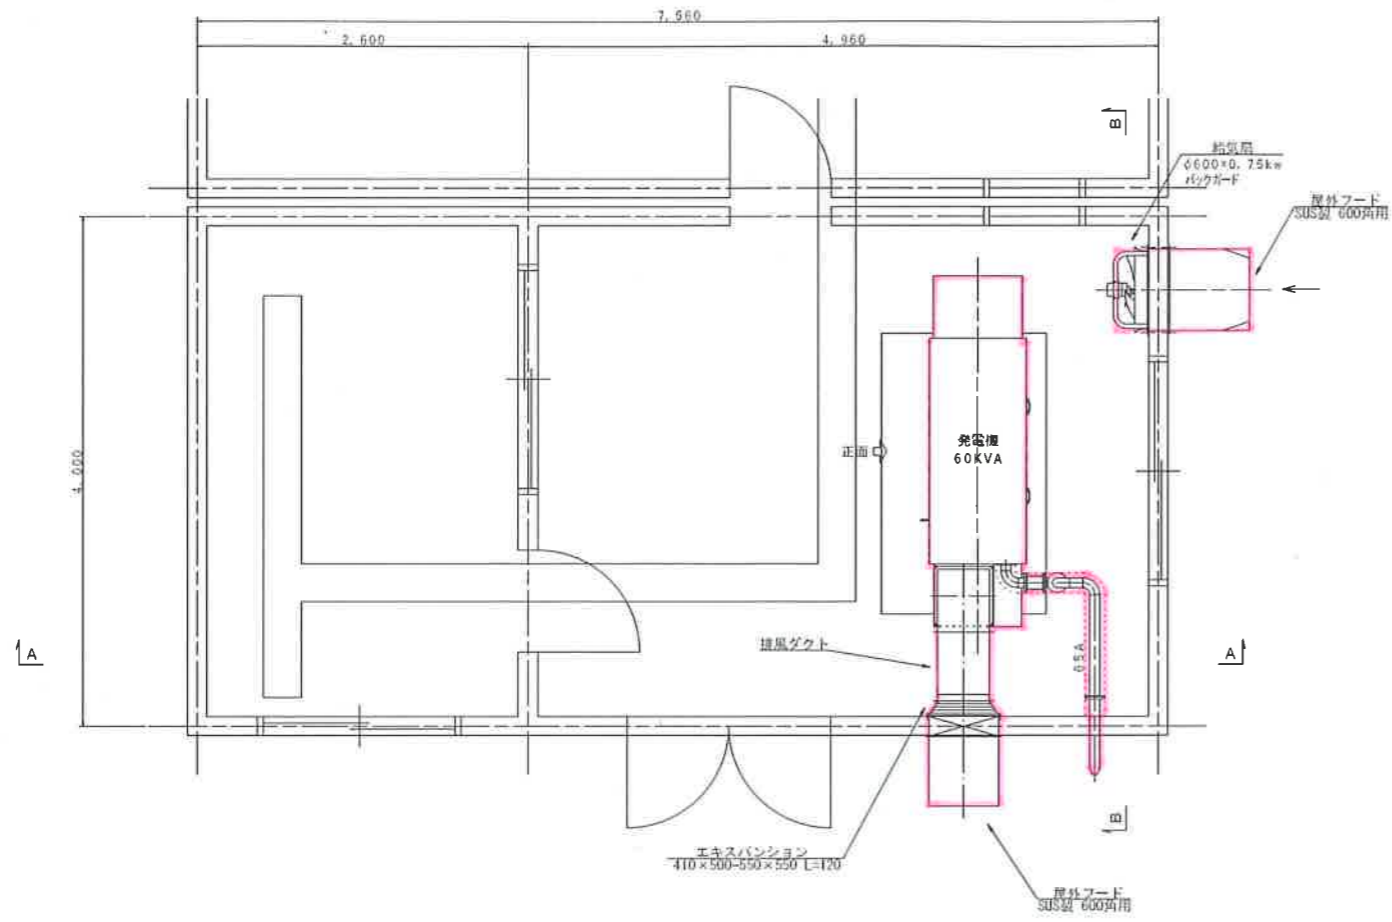 7,560
2,600
4,960
B
給気扇
φ600×0.75kw
バックガード
屋外フード
SUS製 600角用
発電機
60KVA
正面
4,000
A
A
排風ダクト
65A
B
エキスパンション
410×500-550×550 L=120
屋外フード
SUS製 600角用